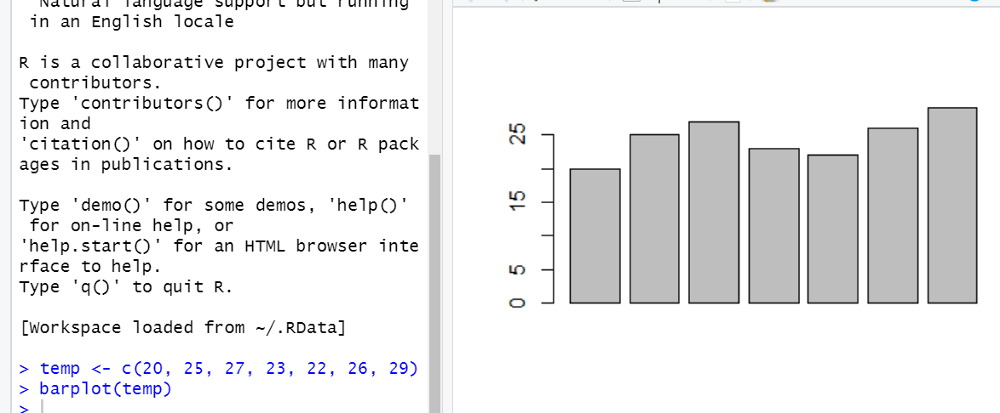 Natural language support but running
in an English locale
R is a collaborative project with many
contributors.
Type 'contributors()' for more informat
ion and
'citation()' on how to cite R or R pack
ages in publications.
Type 'demo()' for some demos, 'help()'
for on-line help, or
'help.start()' for an HTML browser inte
rface to help.
Type 'q()' to quit R.
[Workspace loaded from ~/.RData]
> temp <- c(20, 25, 27, 23, 22, 26, 29)
> barplot(temp)
>
25
15
5
0